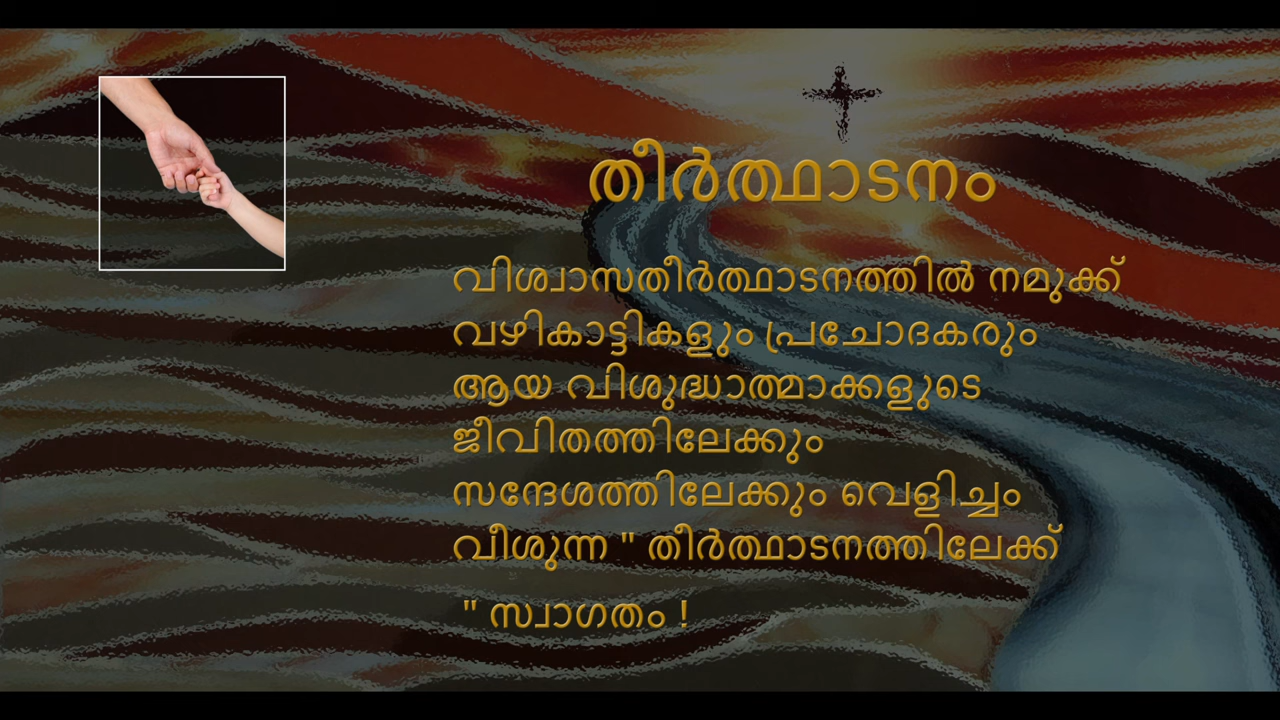 തീർത്ഥാടനം
വിശ്വാസതീർത്ഥാടനത്തിൽ നമുക്ക്
വഴികാട്ടികളും പ്രചോദകരും
ആയ വിശുദ്ധാത്മാക്കളുടെ
ജീവിതത്തിലേക്കും
സന്ദേശത്തിലേക്കും വെളിച്ചം
വീശുന്ന " തീർത്ഥാടനത്തിലേക്ക്
" സ്വാഗതം !